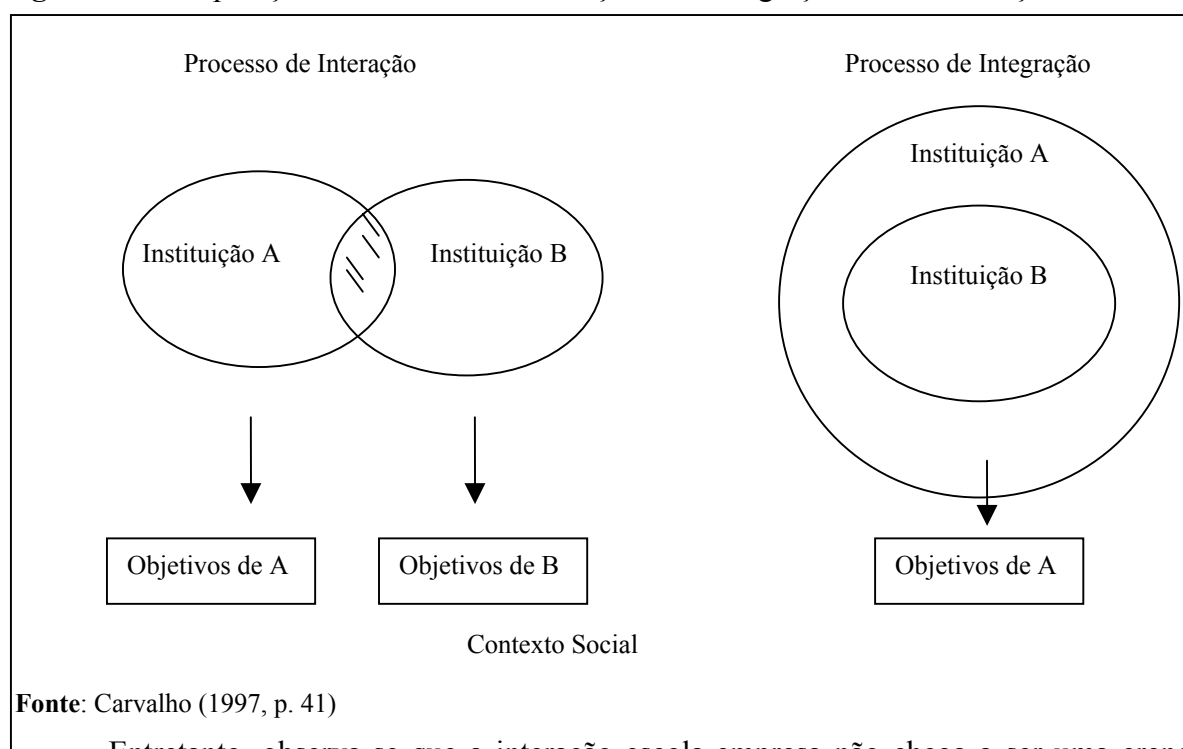 Processo de Interação
Processo de Integração
Instituição A
Instituição A
Instituição B
Instituição B
Objetivos de A
Objetivos de B
Objetivos de A
Contexto Social
Fonte: Carvalho (1997, p. 41)